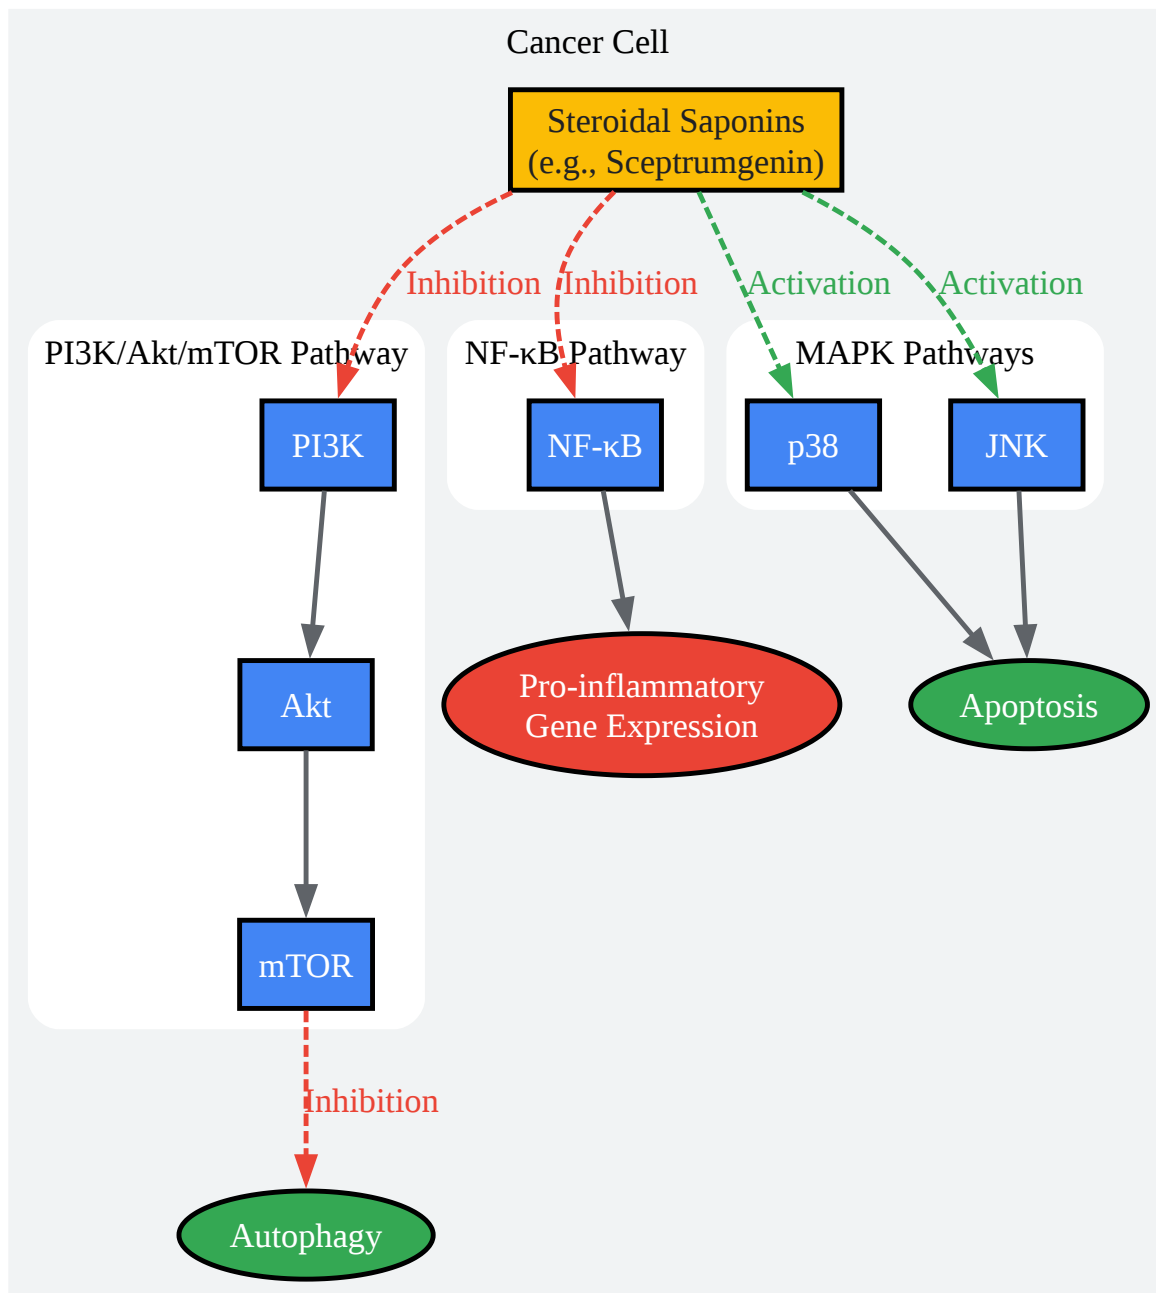 Cancer Cell
Steroidal Saponins
(e.g., Sceptrumgenin)
Inhibition
Inhibition
Activation
Activation
PI3K/Akt/mTOR Pathway
NF-κB Pathway
MAPK Pathways
PI3K
NF-κB
p38
JNK
Akt
Pro-inflammatory
Gene Expression
Apoptosis
mTOR
Inhibition
Autophagy